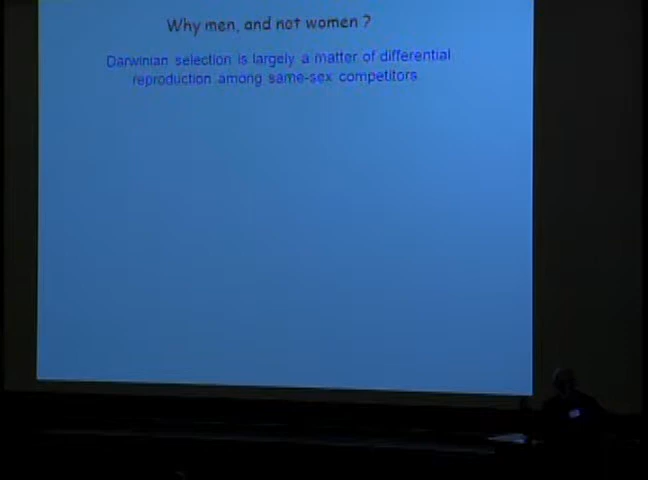 Why men, and not women ?
Darwinian selection is largely a matter of differential
reproduction among same-sex competitors